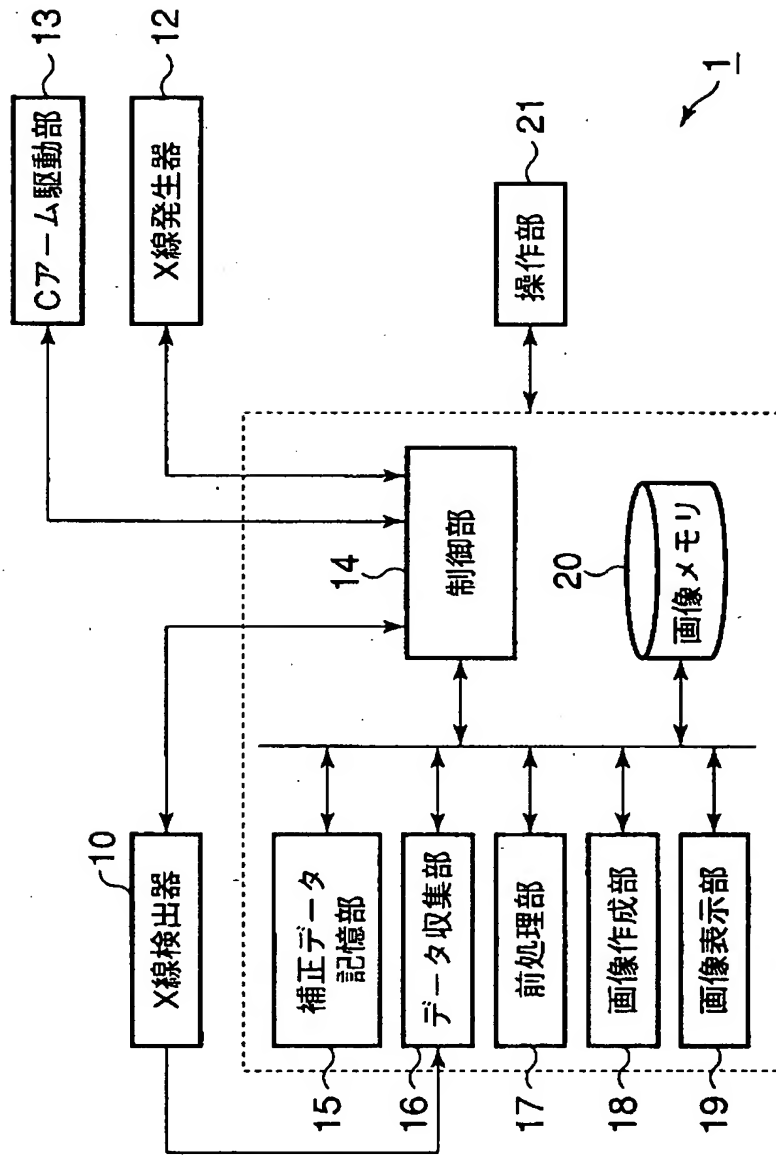 Cアーム駆動部
13
X線発生器
12
1
操作部
21
10
X線検出器
14
制御部
20
画像メモリ
補正データ
記憶部
15
データ収集部
16
前処理部
17
画像作成部
18
画像表示部
19